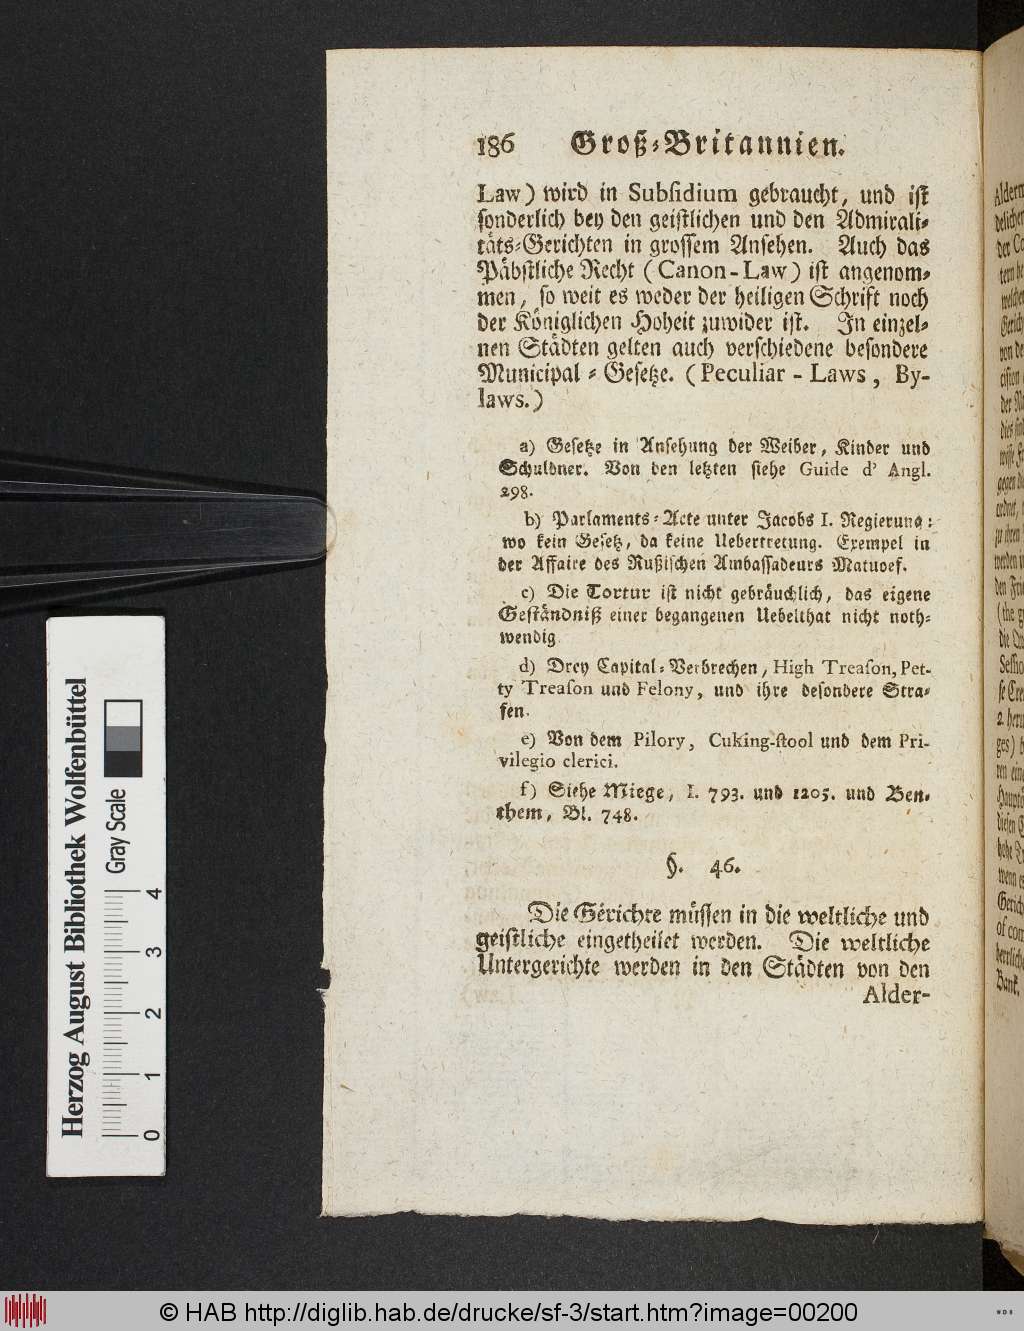 186 Groß-Britannien.
Law) wird in Subsidium gebraucht, und ist
sonderlich bey den geistlichen und den Admirali-
täts-Gerichten in grossem Ansehen. Auch das
Päbstliche Recht (Canon-Law) ist angenom-
men, so weit es weder der heiligen Schrift noch
der Königlichen Hoheit zuwider ist. In einzel-
nen Städten gelten auch verschiedene besondere
Municipal-Gesetze. (Peculiar-Laws, By-
laws.)
a) Gesetze in Ansehung der Weiber, Kinder und
Schuldner. Von den letzten siehe Guide d' Angl.
298.
b) Parlaments-Acte unter Jacobs I. Regierung:
wo kein Gesetz, da keine Uebertretung. Exempel in
der Affaire des Rußischen Ambassadeurs Matuoef.
c) Die Tortur ist nicht gebräuchlich, das eigene
Geständniß einer begangenen Uebelthat nicht noth-
wendig
d) Drey Capital-Verbrechen, High Treason, Pet-
ty Treason und Felony, und ihre besondere Stra-
fen.
e) Von dem Pilory, Cuking-stool und dem Pri-
vilegio clerici.
f) Siehe Miege, I. 793. und 1205. und Ben-
them, Bl. 748.
§. 46.
Die Gerichte müssen in die weltliche und
geistliche eingetheilet werden. Die weltliche
Untergerichte werden in den Städten von den
Alder-
Herzog August Bibliothek Wolfenbüttel
Gray Scale
0 1 2 3 4
© HAB http://diglib.hab.de/drucke/sf-3/start.htm?image=00200